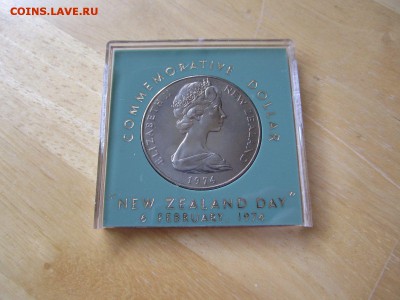 COINS.LAVE.RU
COMMEMORATIVE DOLLAR
ELIZABETH II NEW ZEALAND
1974
"NEW ZEALAND DAY"
6 FEBRUARY, 1974